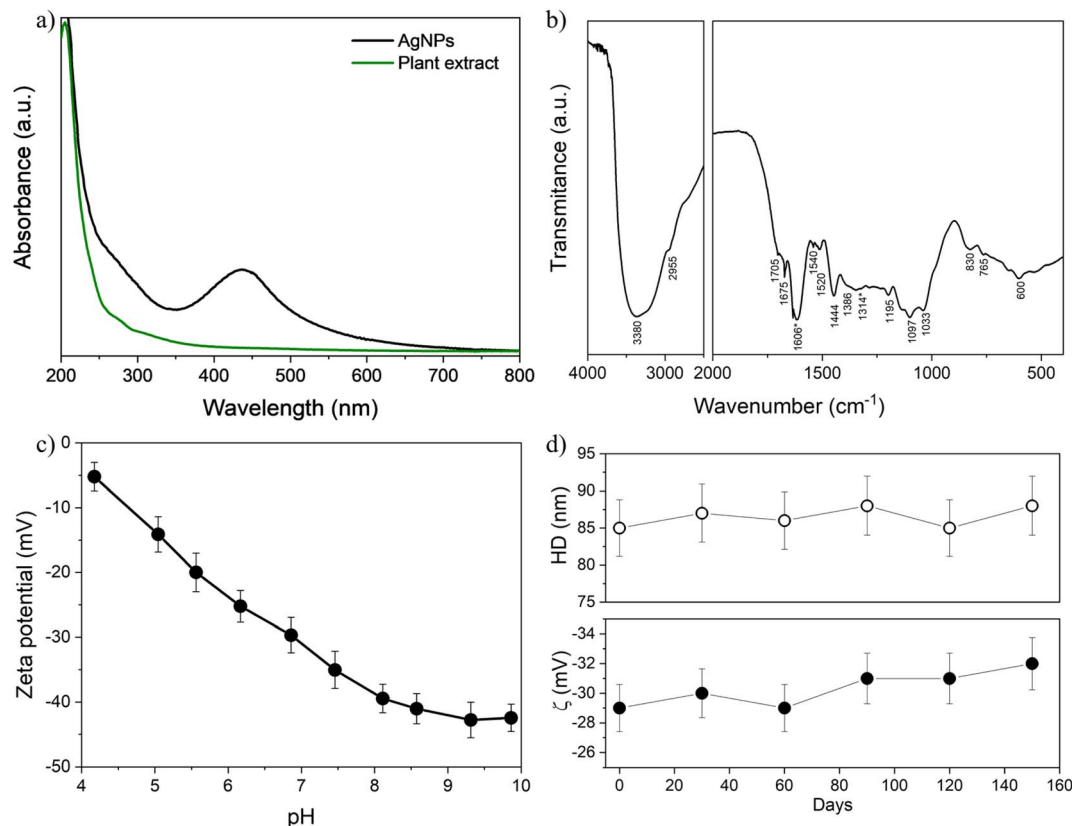 a)
AgNPs
Plant extract
Absorbance (a.u.)
200 300 400 500 600 700 800
Wavelength (nm)
b)
Transmitance (a.u.)
3380
2955
1705
1675
1606*
1540
1520
1444
1386
1314*
1195
1097
1033
830
765
600
4000 3000 2000 1500 1000 500
Wavenumber (cm-1)
c)
Zeta potential (mV)
0
-10
-20
-30
-40
-50
4 5 6 7 8 9 10
pH
d)
HD (nm)
95
90
85
80
75
ζ (mV)
-34
-32
-30
-28
-26
0 20 40 60 80 100 120 140 160
Days